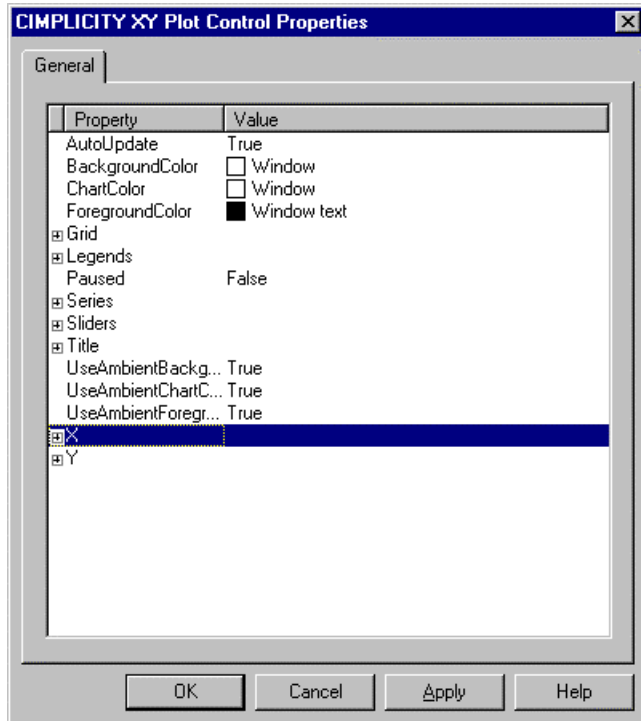 CIMPLICITY XY Plot Control Properties
General
Property Value
AutoUpdate True
BackgroundColor Window
ChartColor Window
ForegroundColor Window text
Grid
Legends
Paused False
Series
Sliders
Title
UseAmbientBackg... True
UseAmbientChartC... True
UseAmbientForegr... True
X
Y
OK Cancel Apply Help